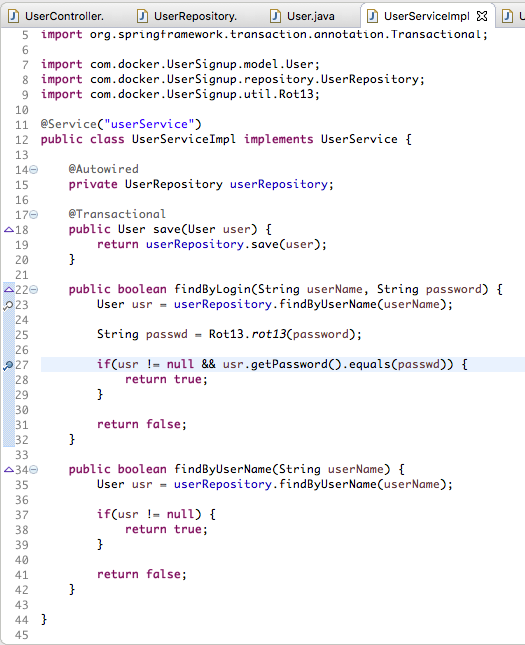 UserController. UserRepository. User.java UserServiceImpl U
5 import org.springframework.transaction.annotation.Transactional;
6
7 import com.docker.UserSignup.model.User;
8 import com.docker.UserSignup.repository.UserRepository;
9 import com.docker.UserSignup.util.Rot13;
10
11 @Service("userService")
12 public class UserServiceImpl implements UserService {
13
14 @Autowired
15 private UserRepository userRepository;
16
17 @Transactional
18 public User save(User user) {
19 return userRepository.save(user);
20 }
21
22 public boolean findByLogin(String userName, String password) {
23 User usr = userRepository.findByUserName(userName);
24
25 String passwd = Rot13.rot13(password);
26
27 if(usr != null && usr.getPassword().equals(passwd)) {
28 return true;
29 }
30
31 return false;
32 }
33
34 public boolean findByUserName(String userName) {
35 User usr = userRepository.findByUserName(userName);
36
37 if(usr != null) {
38 return true;
39 }
40
41 return false;
42 }
43
44 }
45